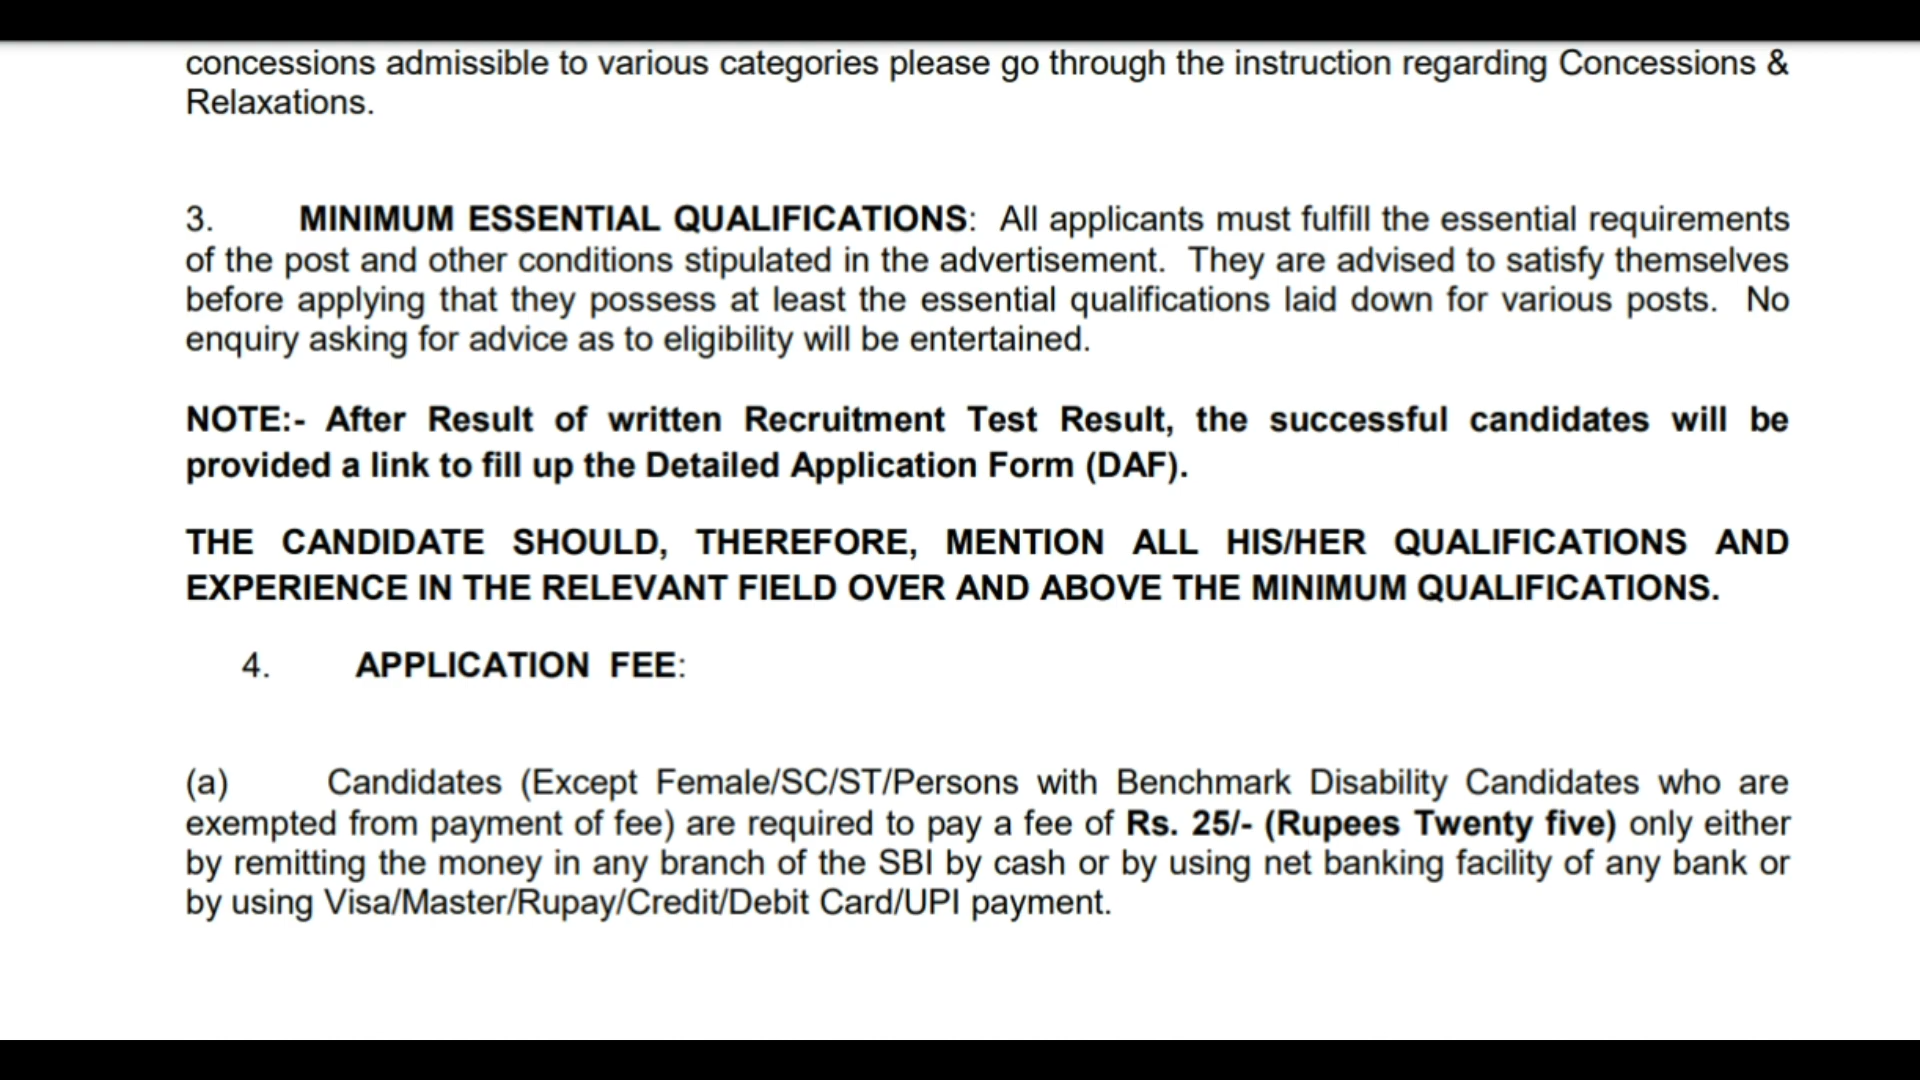 concessions admissible to various categories please go through the instruction regarding Concessions &
Relaxations.
3. MINIMUM ESSENTIAL QUALIFICATIONS: All applicants must fulfill the essential requirements
of the post and other conditions stipulated in the advertisement. They are advised to satisfy themselves
before applying that they possess at least the essential qualifications laid down for various posts. No
enquiry asking for advice as to eligibility will be entertained.
NOTE:- After Result of written Recruitment Test Result, the successful candidates will be
provided a link to fill up the Detailed Application Form (DAF).
THE CANDIDATE SHOULD, THEREFORE, MENTION ALL HIS/HER QUALIFICATIONS AND
EXPERIENCE IN THE RELEVANT FIELD OVER AND ABOVE THE MINIMUM QUALIFICATIONS.
4. APPLICATION FEE:
(a) Candidates (Except Female/SC/ST/Persons with Benchmark Disability Candidates who are
exempted from payment of fee) are required to pay a fee of Rs. 25/- (Rupees Twenty five) only either
by remitting the money in any branch of the SBI by cash or by using net banking facility of any bank or
by using Visa/Master/Rupay/Credit/Debit Card/UPI payment.